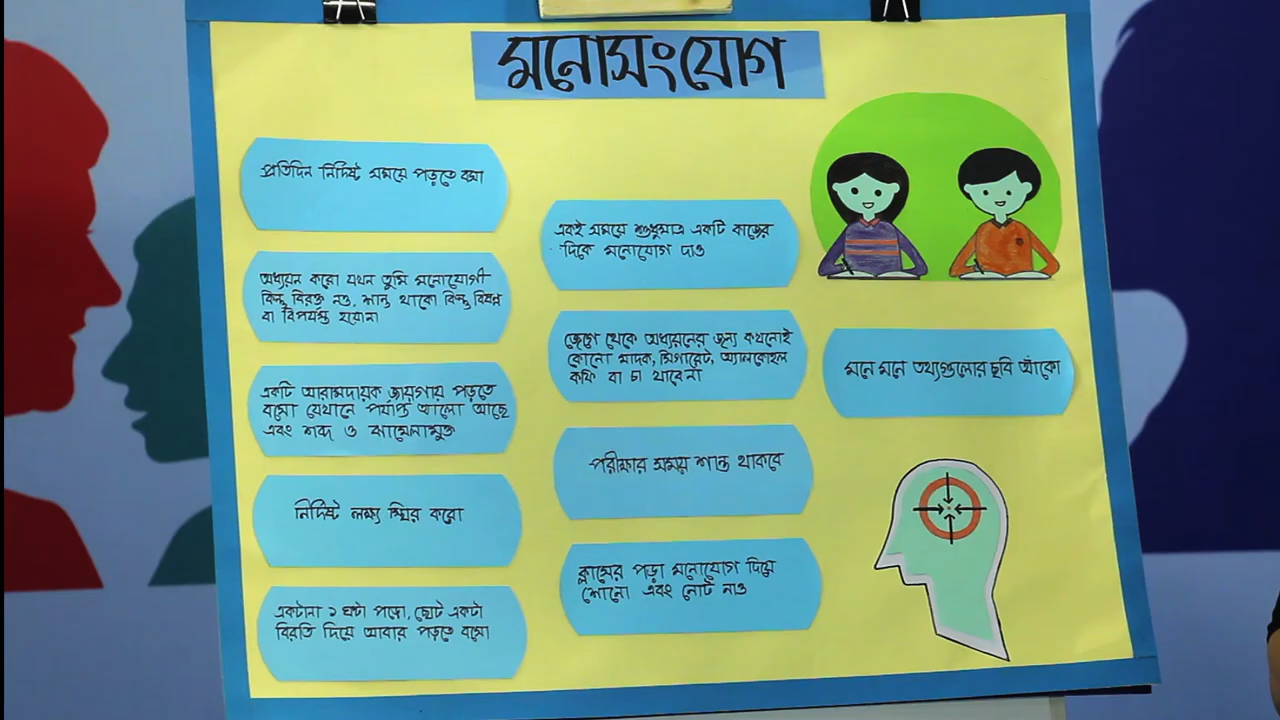 মনোসংযোগ
প্রতিদিন নির্দিষ্ট সময়ে পড়তে বসা
অধ্যয়ন করো যখন তুমি মনোযোগী
কিন্তু বিরক্ত নও, শান্ত থাকো কিন্তু বিষণ্ণ
বা বিপর্যস্ত হয়োনা
একটি আরামদায়ক জায়গায় পড়তে
বসো যেখানে পর্যাপ্ত আলো আছে
এবং শব্দ ও ঝামেলামুক্ত
নির্দিষ্ট লক্ষ্য স্থির করো
একটানা ১ ঘন্টা পড়ো, ছোট একটা
বিরতি দিয়ে আবার পড়তে বসো
একই সময়ে শুধুমাত্র একটি কাজের
দিকে মনোযোগ দাও
জেগে থেকে অধ্যয়নের জন্য কখনোই
কোনো মাদক, সিগারেট, অ্যালকোহল
কফি বা চা খাবেনা
পরীক্ষার সময় শান্ত থাকবে
ক্লাসের পড়া মনোযোগ দিয়ে
শোনো এবং নোট নাও
মনে মনে তথ্যগুলোর ছবি আঁকো